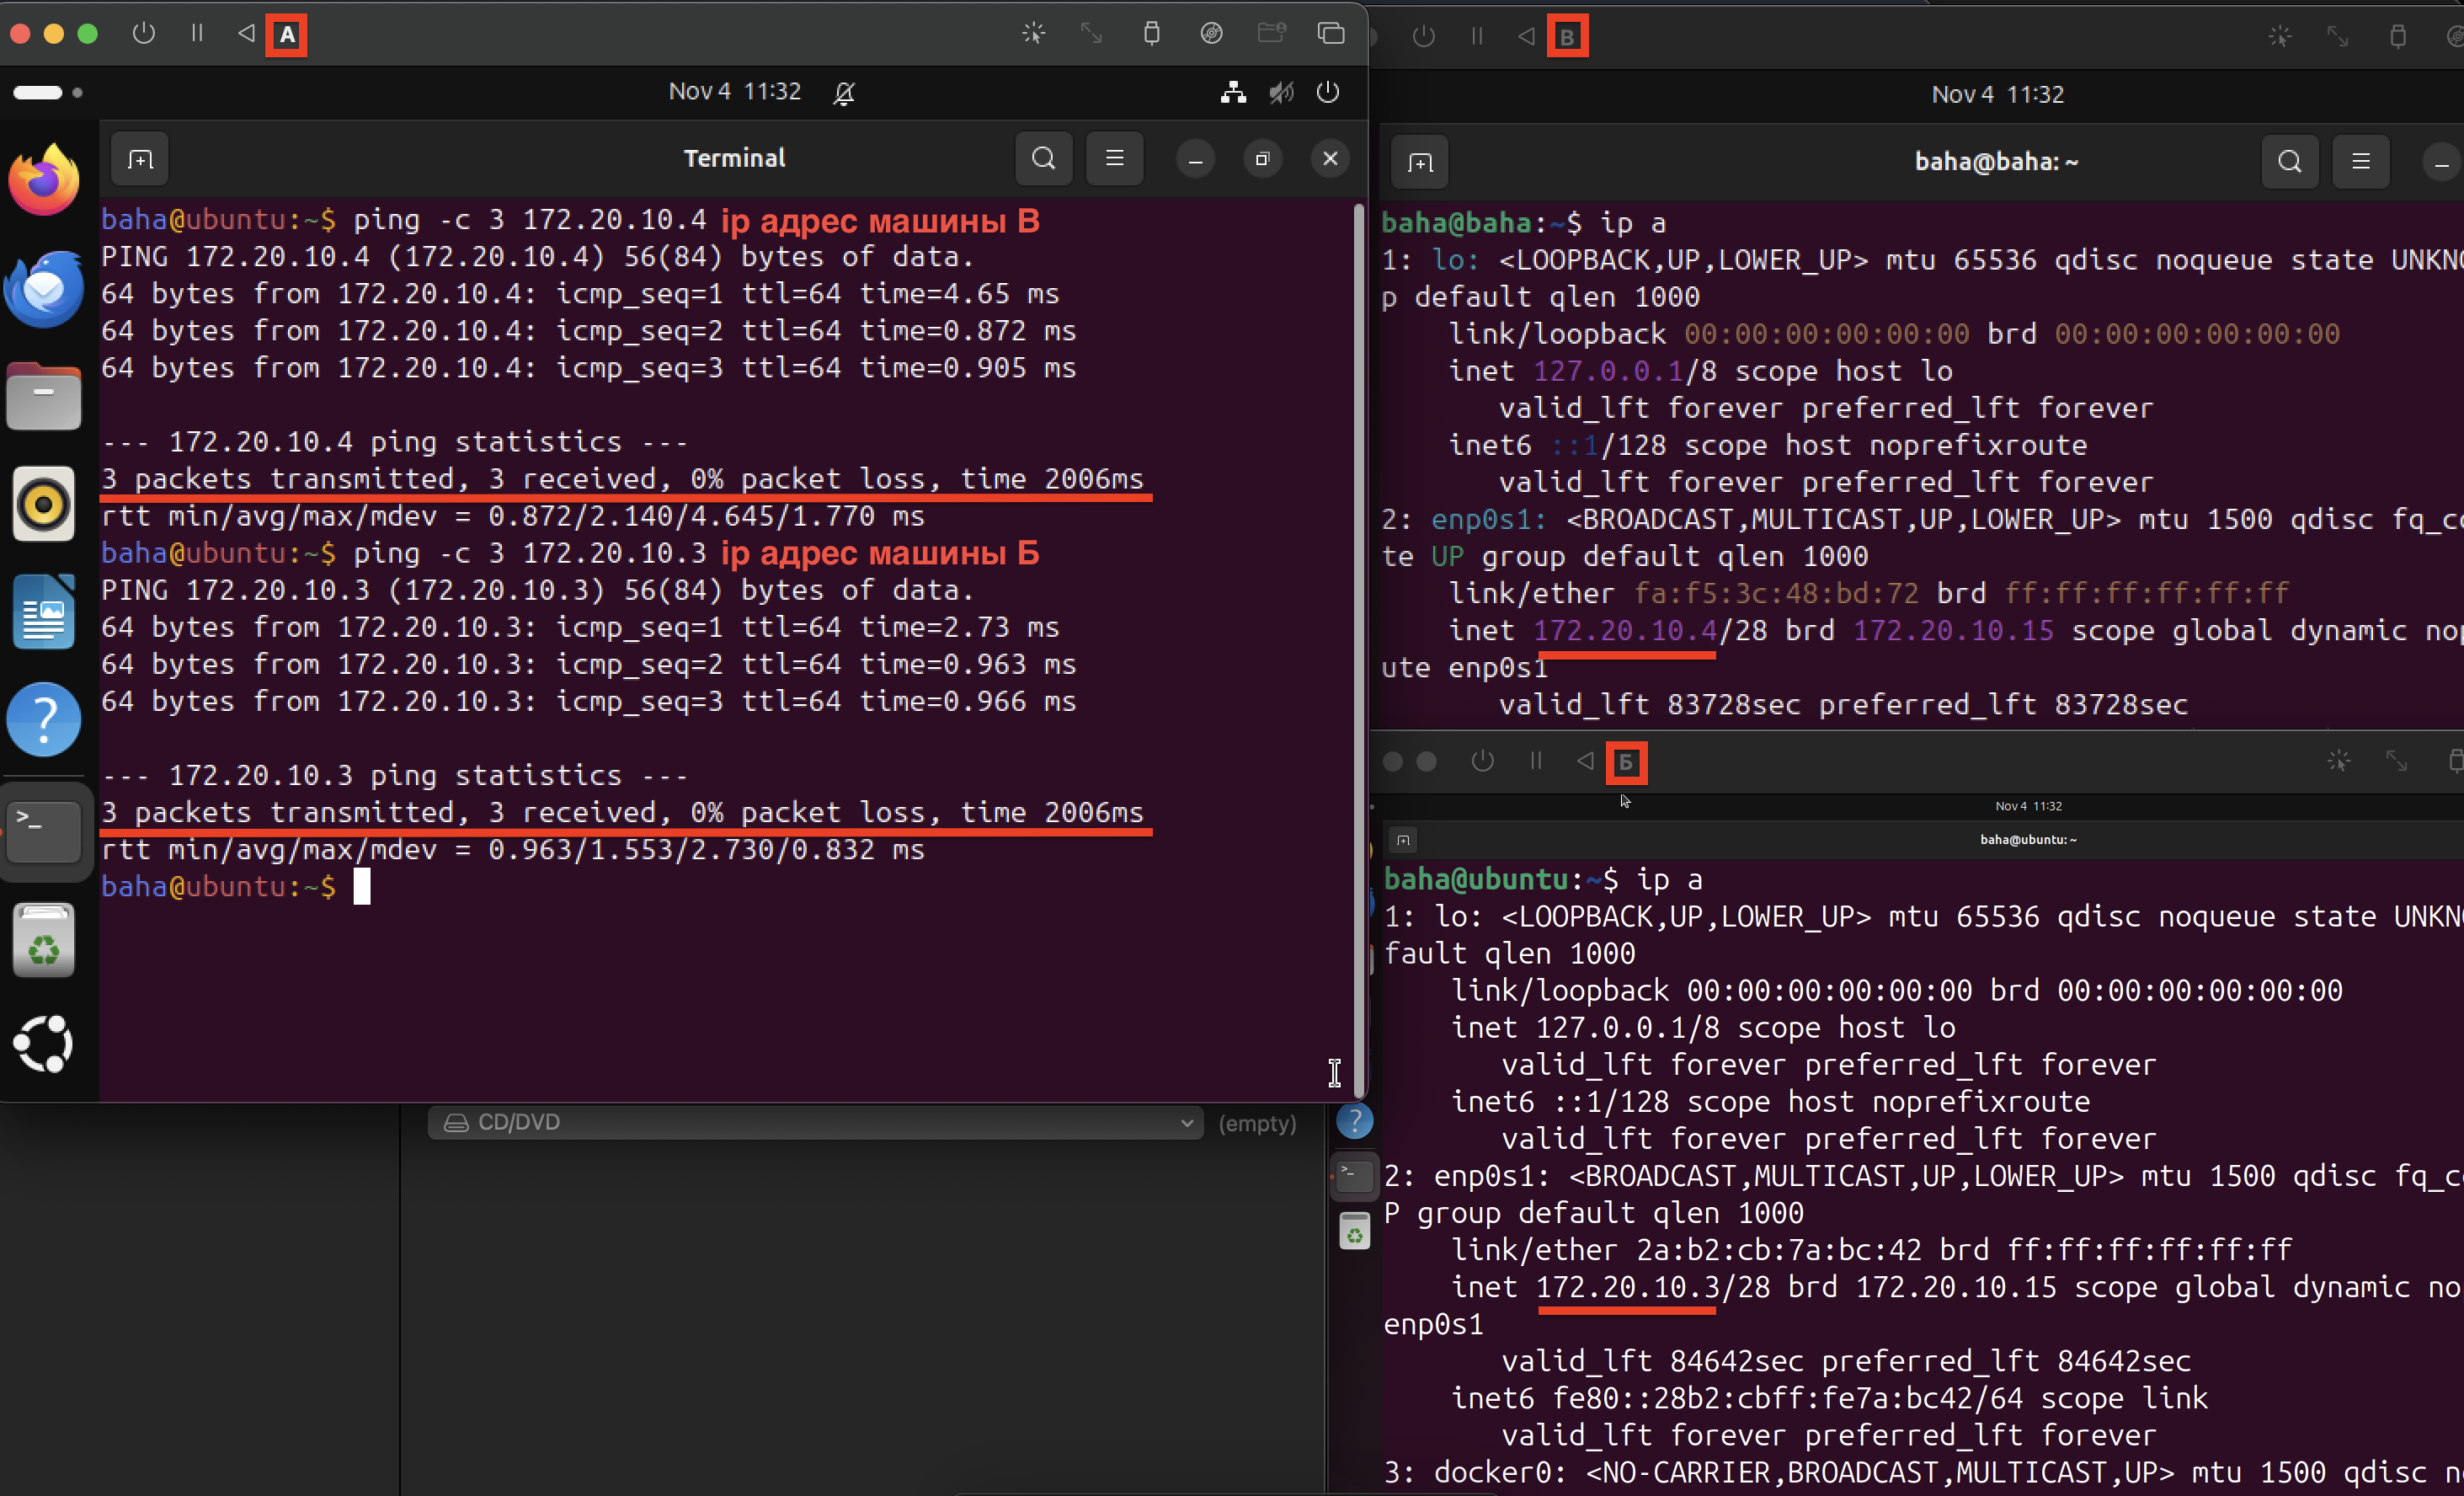 A
Nov 4 11:32
Terminal
baha@ubuntu:~$ ping -c 3 172.20.10.4 ip адрес машины В
PING 172.20.10.4 (172.20.10.4) 56(84) bytes of data.
64 bytes from 172.20.10.4: icmp_seq=1 ttl=64 time=4.65 ms
64 bytes from 172.20.10.4: icmp_seq=2 ttl=64 time=0.872 ms
64 bytes from 172.20.10.4: icmp_seq=3 ttl=64 time=0.905 ms
--- 172.20.10.4 ping statistics ---
3 packets transmitted, 3 received, 0% packet loss, time 2006ms
rtt min/avg/max/mdev = 0.872/2.140/4.645/1.770 ms
baha@ubuntu:~$ ping -c 3 172.20.10.3 ip адрес машины Б
PING 172.20.10.3 (172.20.10.3) 56(84) bytes of data.
64 bytes from 172.20.10.3: icmp_seq=1 ttl=64 time=2.73 ms
64 bytes from 172.20.10.3: icmp_seq=2 ttl=64 time=0.963 ms
64 bytes from 172.20.10.3: icmp_seq=3 ttl=64 time=0.966 ms
--- 172.20.10.3 ping statistics ---
3 packets transmitted, 3 received, 0% packet loss, time 2006ms
rtt min/avg/max/mdev = 0.963/1.553/2.730/0.832 ms
baha@ubuntu:~$
CD/DVD
(empty)
В
Nov 4 11:32
baha@baha: ~
baha@baha:~$ ip a
1: lo: <LOOPBACK,UP,LOWER_UP> mtu 65536 qdisc noqueue state UNKNO
p default qlen 1000
link/loopback 00:00:00:00:00:00 brd 00:00:00:00:00:00
inet 127.0.0.1/8 scope host lo
valid_lft forever preferred_lft forever
inet6 ::1/128 scope host noprefixroute
valid_lft forever preferred_lft forever
2: enp0s1: <BROADCAST,MULTICAST,UP,LOWER_UP> mtu 1500 qdisc fq_co
te UP group default qlen 1000
link/ether fa:f5:3c:48:bd:72 brd ff:ff:ff:ff:ff:ff
inet 172.20.10.4/28 brd 172.20.10.15 scope global dynamic nop
ute enp0s1
valid_lft 83728sec preferred_lft 83728sec
Б
Nov 4 11:32
baha@ubuntu: ~
baha@ubuntu:~$ ip a
1: lo: <LOOPBACK,UP,LOWER_UP> mtu 65536 qdisc noqueue state UNKNO
fault qlen 1000
link/loopback 00:00:00:00:00:00 brd 00:00:00:00:00:00
inet 127.0.0.1/8 scope host lo
valid_lft forever preferred_lft forever
inet6 ::1/128 scope host noprefixroute
valid_lft forever preferred_lft forever
2: enp0s1: <BROADCAST,MULTICAST,UP,LOWER_UP> mtu 1500 qdisc fq_co
P group default qlen 1000
link/ether 2a:b2:cb:7a:bc:42 brd ff:ff:ff:ff:ff:ff
inet 172.20.10.3/28 brd 172.20.10.15 scope global dynamic no
enp0s1
valid_lft 84642sec preferred_lft 84642sec
inet6 fe80::28b2:cbff:fe7a:bc42/64 scope link
valid_lft forever preferred_lft forever
3: docker0: <NO-CARRIER,BROADCAST,MULTICAST,UP> mtu 1500 qdisc n